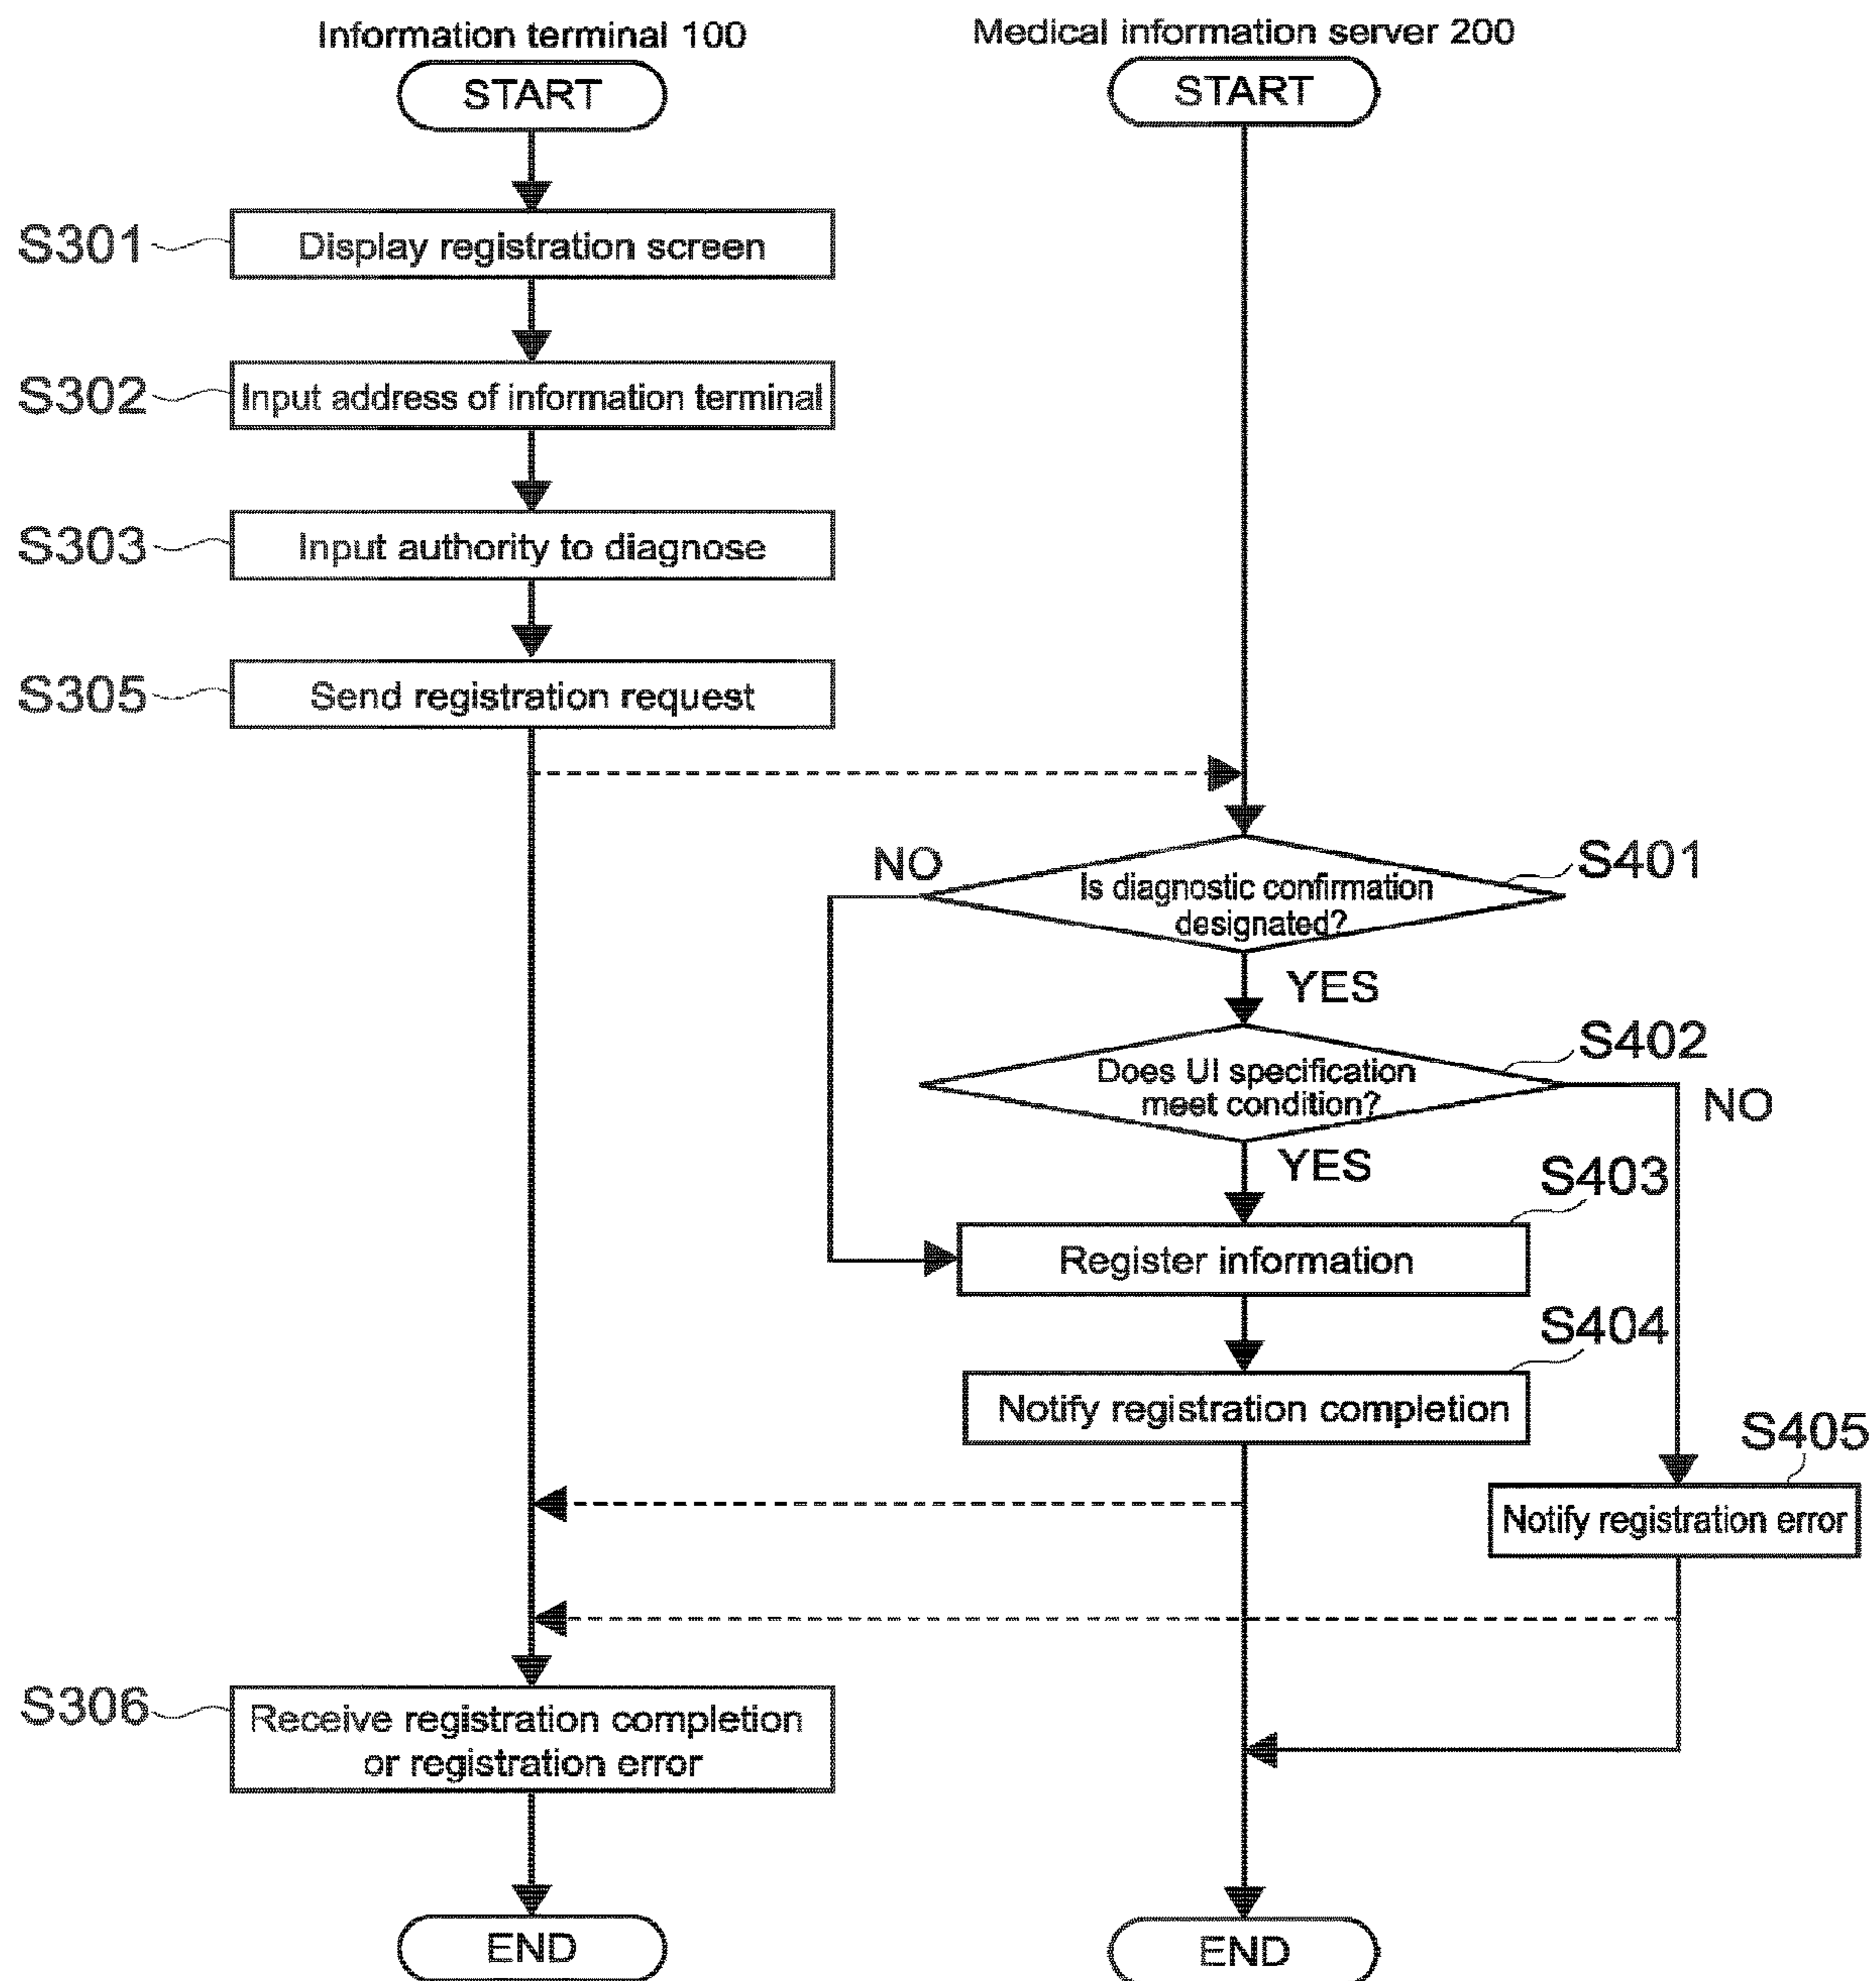 Information terminal 100
Medical information server 200
START
START
S301
Display registration screen
S302
Input address of information terminal
S303
Input authority to diagnose
S305
Send registration request
NO
S401
Is diagnostic confirmation
designated?
YES
S402
Does UI specification
meet condition?
NO
YES
S403
Register information
S404
Notify registration completion
S405
Notify registration error
S306
Receive registration completion
or registration error
END
END